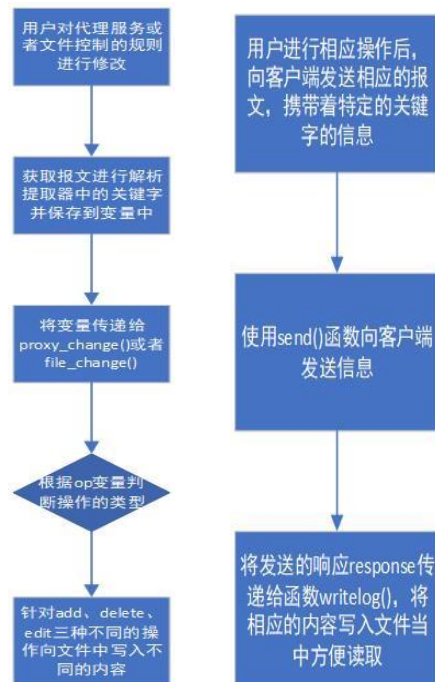 用户对代理服务或
者文件控制的规则
进行修改
获取报文进行解析
提取器中的关键字
并保存到变量中
将变量传递给
proxy_change()或者
file_change()
根据op变量判
断操作的类型
针对add、delete、
edit三种不同的操
作向文件中写入不
同的内容
用户进行相应操作后，
向客户端发送相应的报
文，携带着特定的关键
字的信息
使用send()函数向客户端
发送信息
将发送的响应response传
递给函数writelog()，将
相应的内容写入文件当
中方便读取